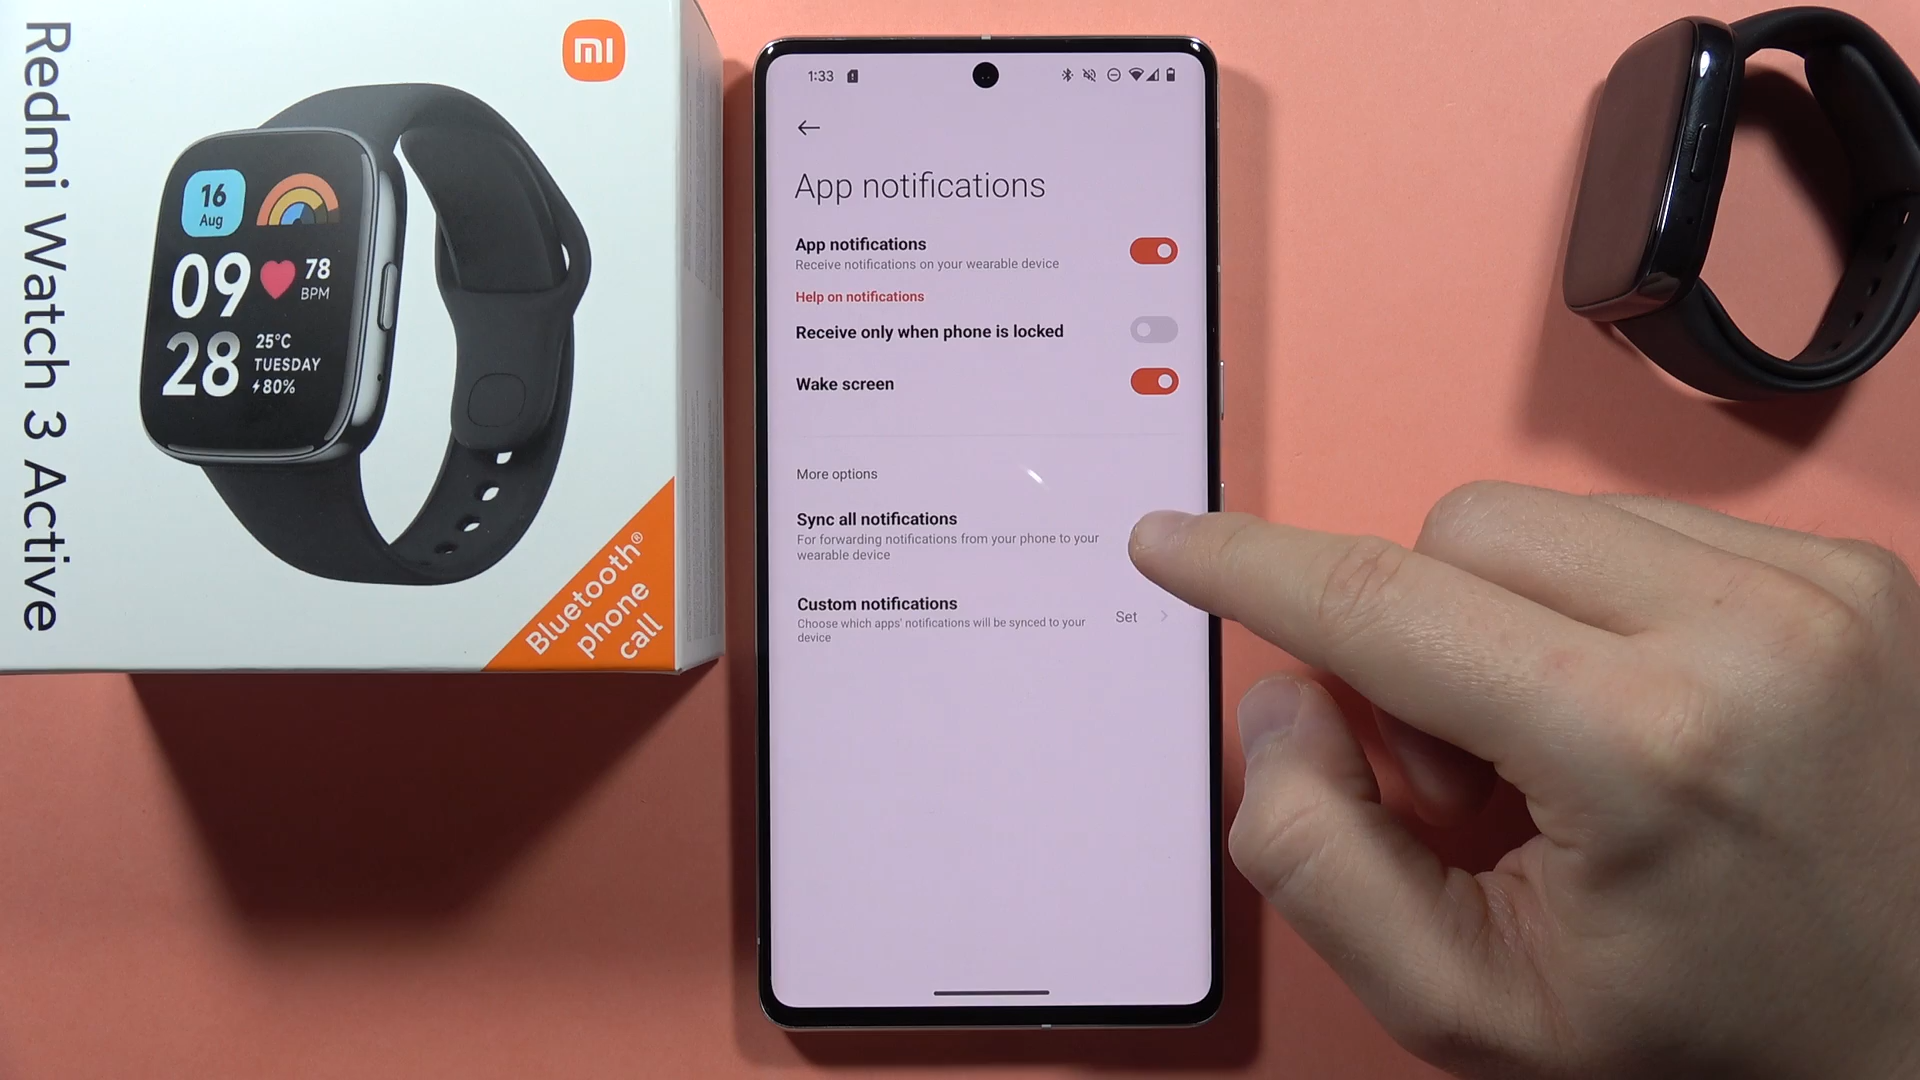 Redmi Watch 3 Active
mi
16
Aug
09
78
BPM
28
25°C
TUESDAY
80%
Bluetooth®
phone
call
1:33
App notifications
App notifications
Receive notifications on your wearable device
Help on notifications
Receive only when phone is locked
Wake screen
More options
Sync all notifications
For forwarding notifications from your phone to your
wearable device
Custom notifications
Choose which apps' notifications will be synced to your
device
Set